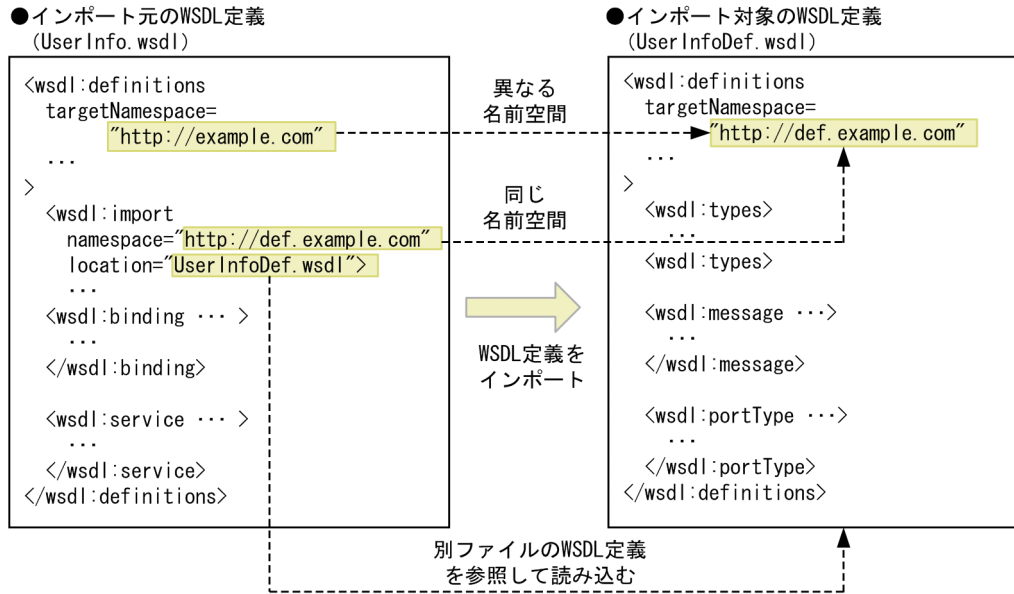 ●インポート元のWSDL定義
(UserInfo.wsdl)
<wsdl:definitions
targetNamespace=
"http://example.com"
...
>
<wsdl:import
namespace="http://def.example.com"
location="UserInfoDef.wsdl">
...
<wsdl:binding ... >
...
</wsdl:binding>
<wsdl:service ... >
...
</wsdl:service>
</wsdl:definitions>
異なる
名前空間
同じ
名前空間
WSDL定義を
インポート
●インポート対象のWSDL定義
(UserInfoDef.wsdl)
<wsdl:definitions
targetNamespace=
"http://def.example.com"
...
>
<wsdl:types>
...
<wsdl:types>
<wsdl:message ...>
...
</wsdl:message>
<wsdl:portType ...>
...
</wsdl:portType>
</wsdl:definitions>
別ファイルのWSDL定義
を参照して読み込む